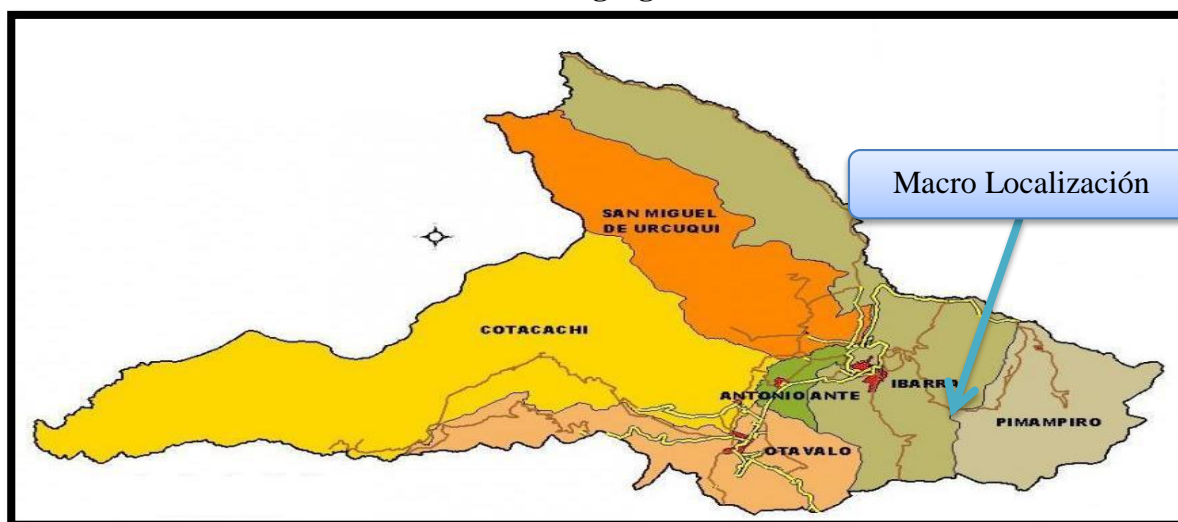 Macro Localización
SAN MIGUEL
DE URCUQUI
COTACACHI
IBARRA
ANTONIO ANTE
PIMAMPIRO
OTAVALO